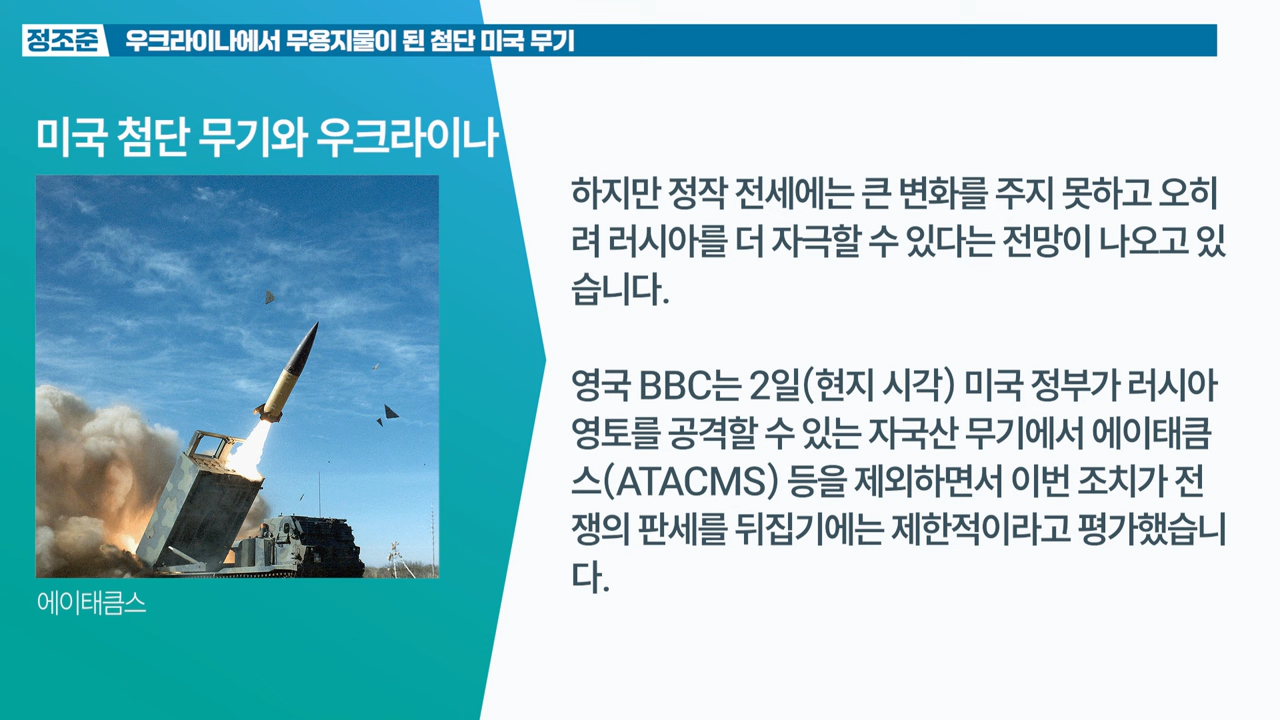 정조준 우크라이나에서 무용지물이 된 첨단 미국 무기
미국 첨단 무기와 우크라이나
에이태큼스
하지만 정작 전세에는 큰 변화를 주지 못하고 오히
려 러시아를 더 자극할 수 있다는 전망이 나오고 있
습니다.
영국 BBC는 2일(현지 시각) 미국 정부가 러시아
영토를 공격할 수 있는 자국산 무기에서 에이태큼
스(ATACMS) 등을 제외하면서 이번 조치가 전
쟁의 판세를 뒤집기에는 제한적이라고 평가했습니
다.